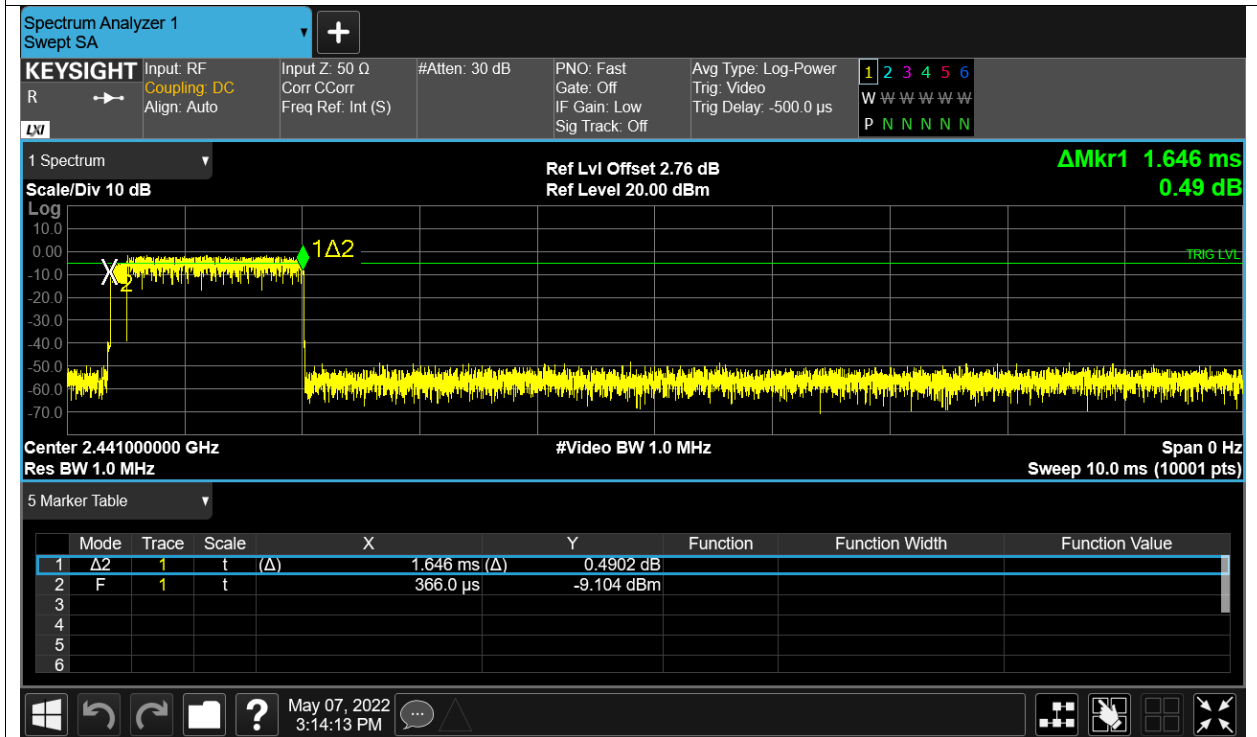 Spectrum Analyzer 1
Swept SA
KEYSIGHT Input: RF Input Z: 50 Ω #Atten: 30 dB PNO: Fast Avg Type: Log-Power 1 2 3 4 5 6
R Coupling: DC Corr CCorr Gate: Off Trig: Video W W W W W W
Align: Auto Freq Ref: Int (S) IF Gain: Low Trig Delay: -500.0 µs P N N N N N
LXI Sig Track: Off
1 Spectrum Ref Lvl Offset 2.76 dB ΔMkr1 1.646 ms
Scale/Div 10 dB Ref Level 20.00 dBm 0.49 dB
Log
10.0
0.00 1Δ2 TRIG LVL
-10.0 X 2
-20.0
-30.0
-40.0
-50.0
-60.0
-70.0
Center 2.441000000 GHz #Video BW 1.0 MHz Span 0 Hz
Res BW 1.0 MHz Sweep 10.0 ms (10001 pts)
5 Marker Table
Mode Trace Scale X Y Function Function Width Function Value
1 Δ2 1 t (Δ) 1.646 ms (Δ) 0.4902 dB
2 F 1 t 366.0 µs -9.104 dBm
3
4
5
6
? May 07, 2022
3:14:13 PM